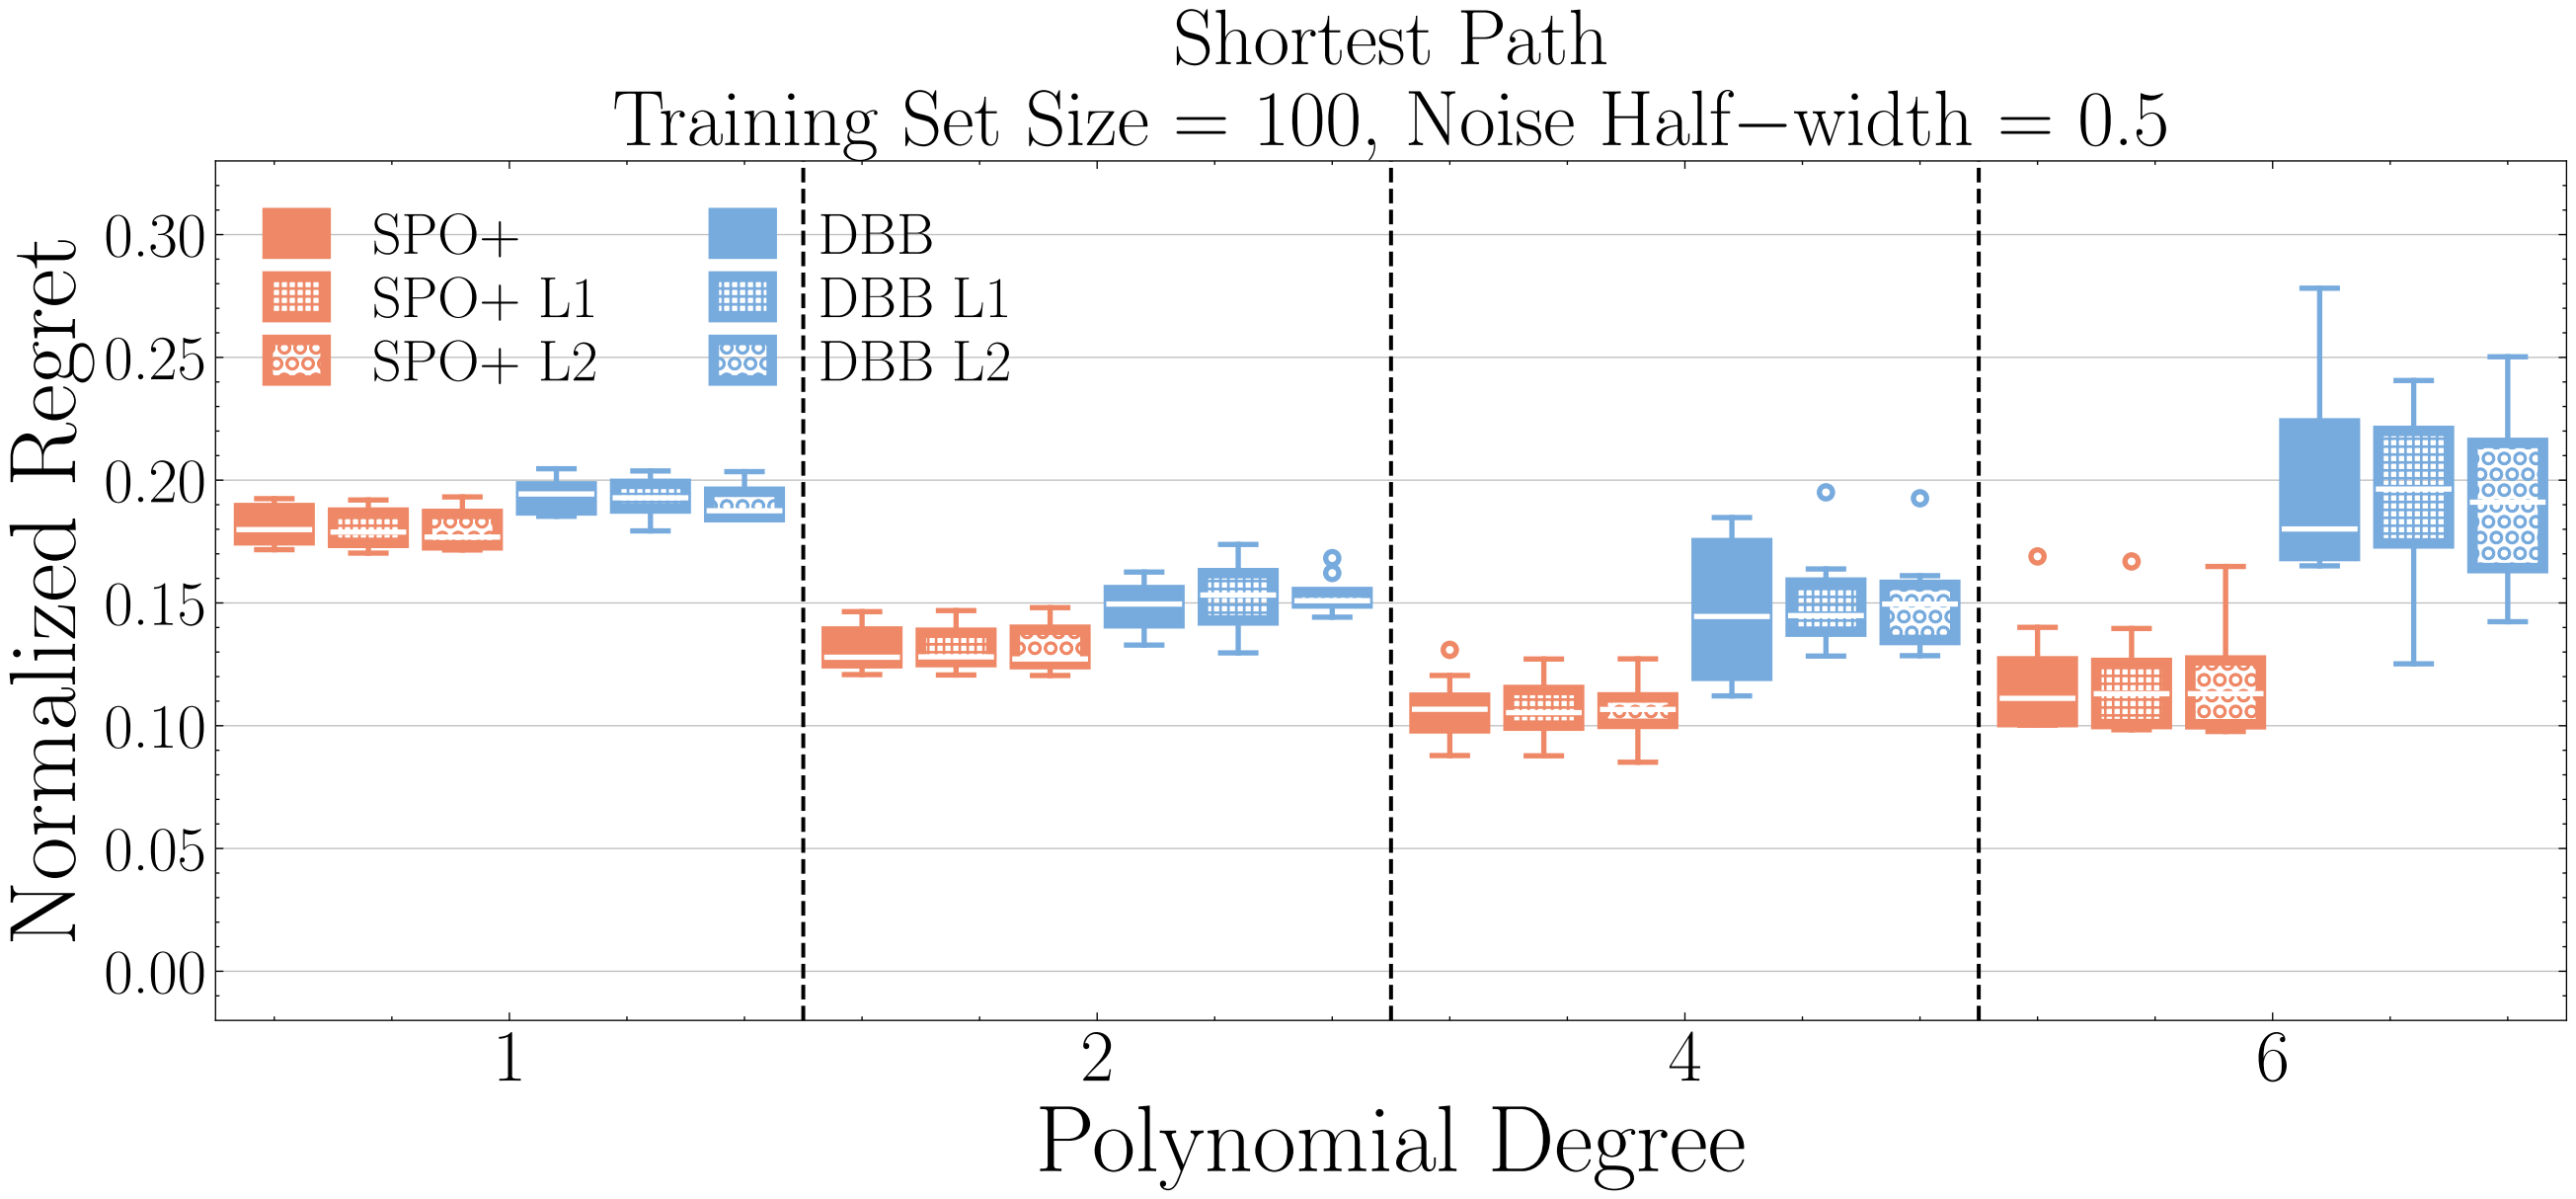 Shortest Path
Training Set Size = 100, Noise Half−width = 0.5
Normalized Regret
0.30
0.25
0.20
0.15
0.10
0.05
0.00
SPO+
SPO+ L1
SPO+ L2
DBB
DBB L1
DBB L2
1 2 4 6
Polynomial Degree